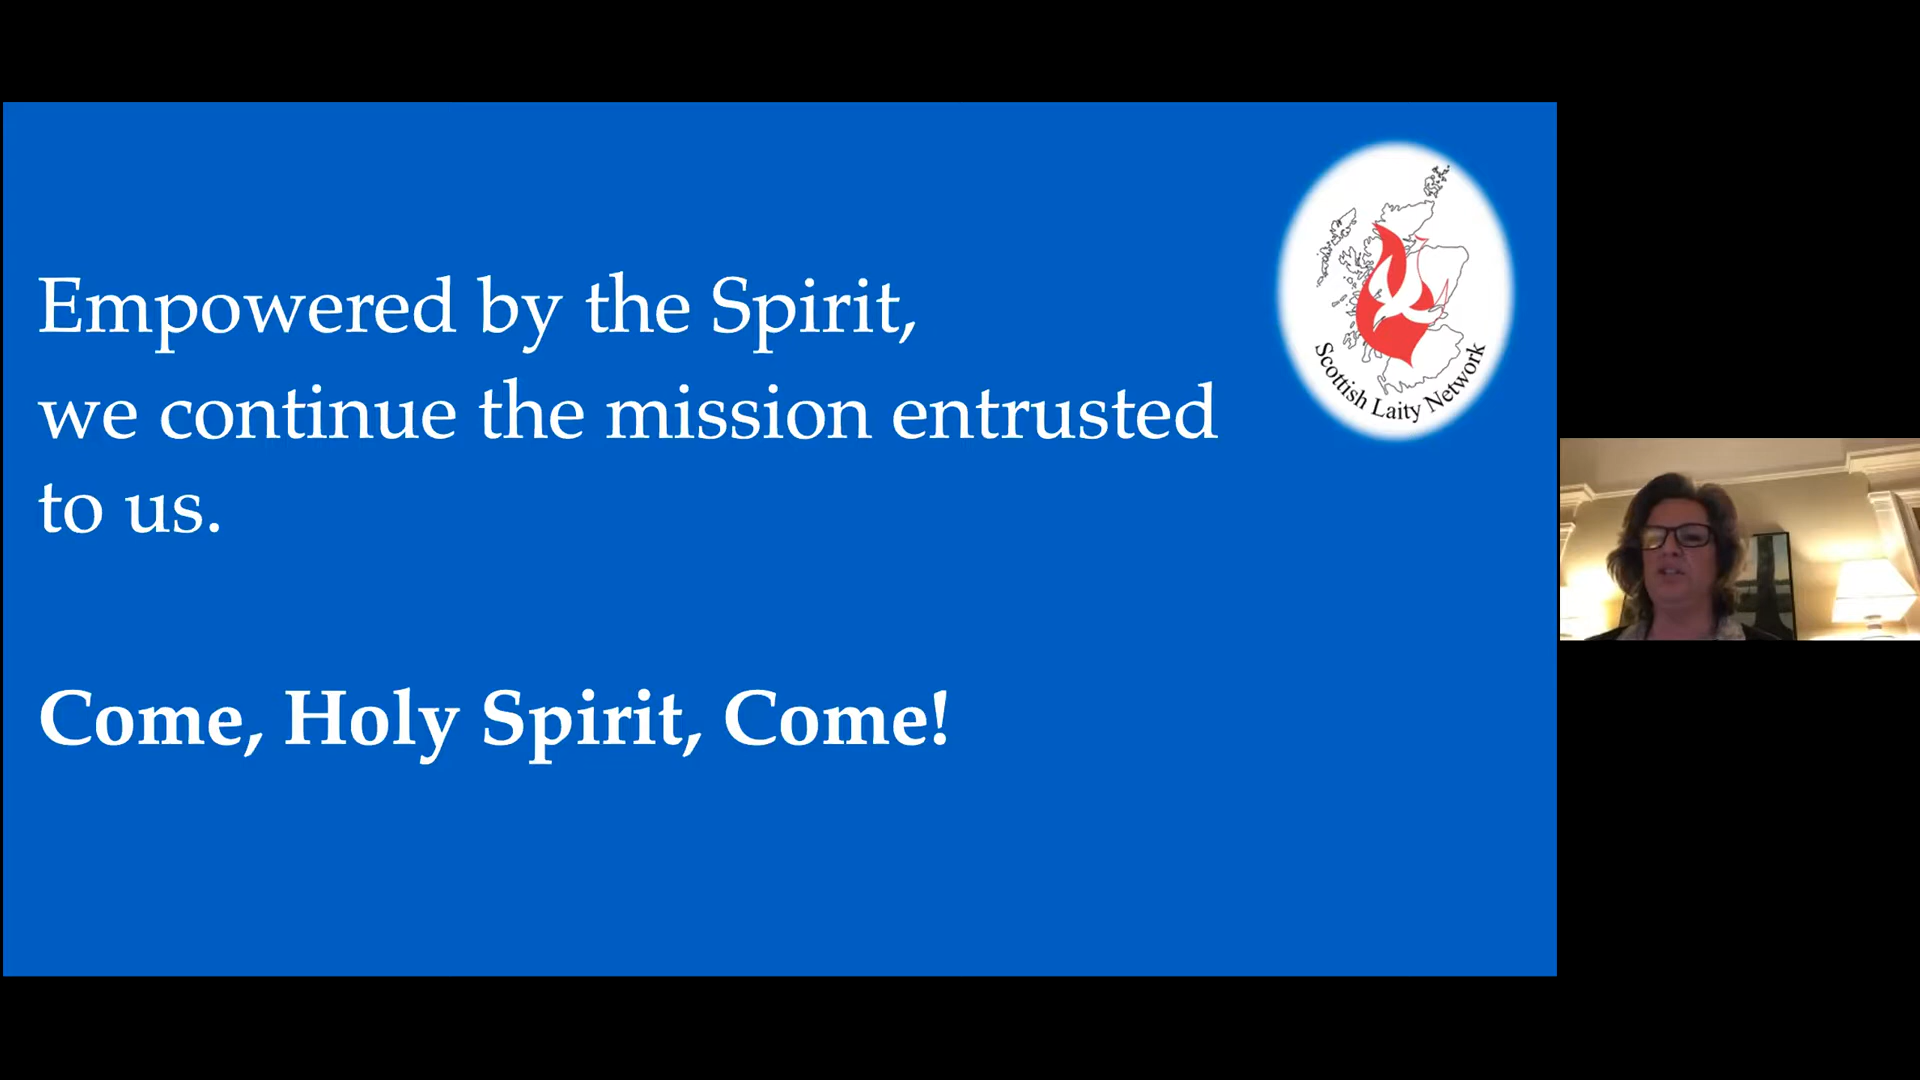 Empowered by the Spirit,
we continue the mission entrusted
to us.
Come, Holy Spirit, Come!
Scottish Laity Network